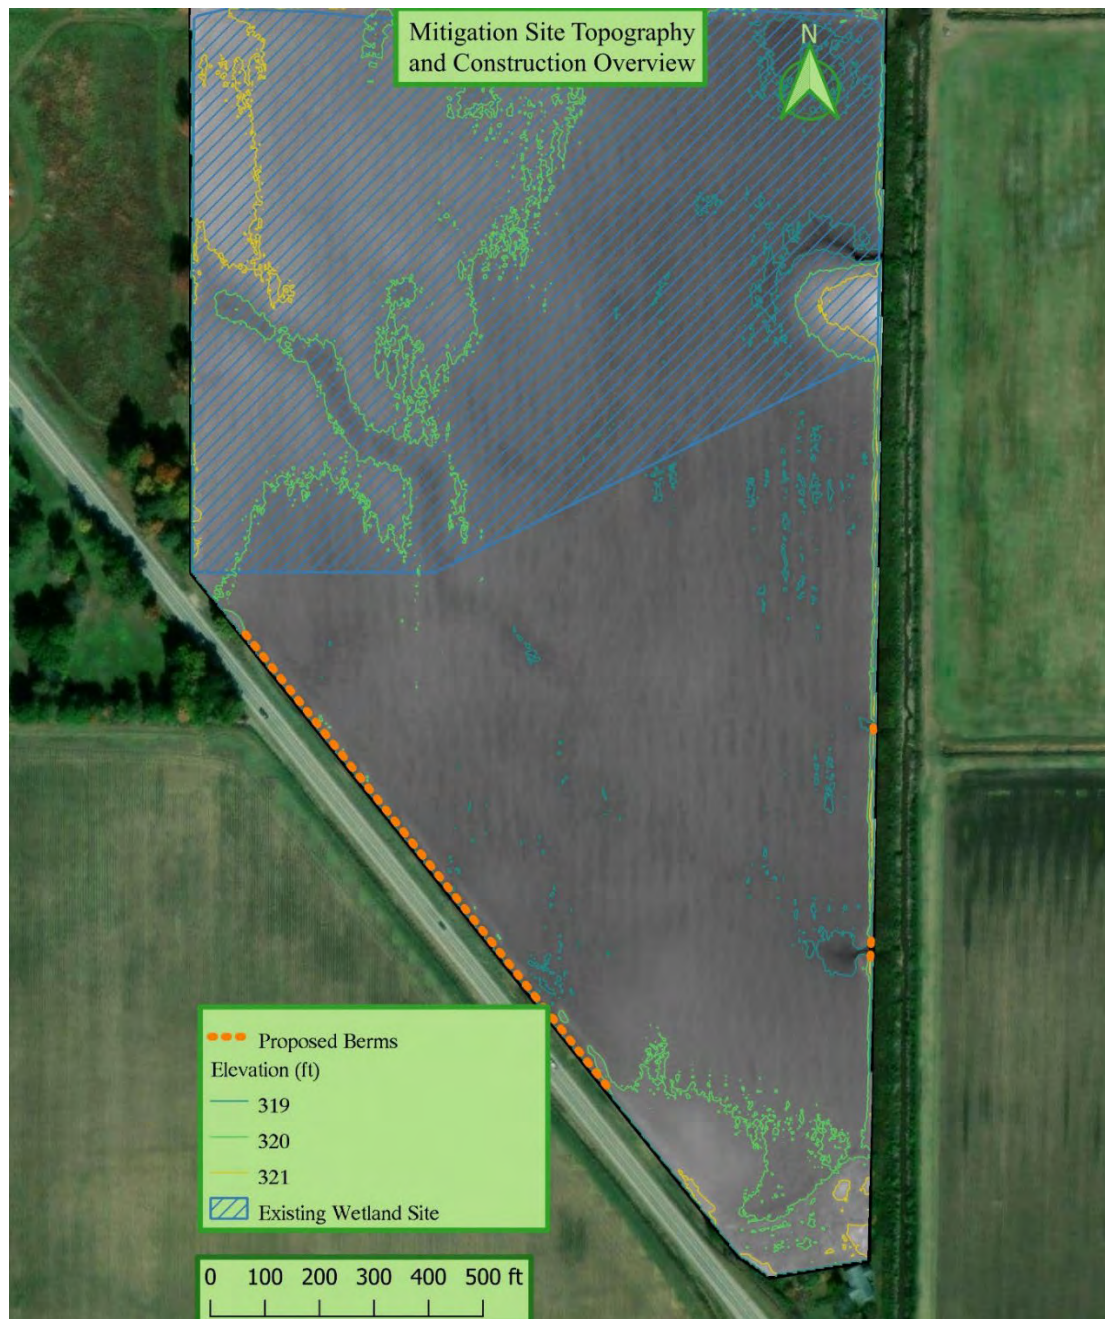 Mitigation Site Topography
and Construction Overview
N
Proposed Berms
Elevation (ft)
319
320
321
Existing Wetland Site
0 100 200 300 400 500 ft